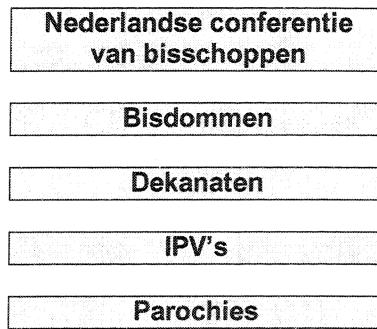 Nederlandse conferentie
van bisschoppen
Bisdommen
Dekanaten
IPV's
Parochies